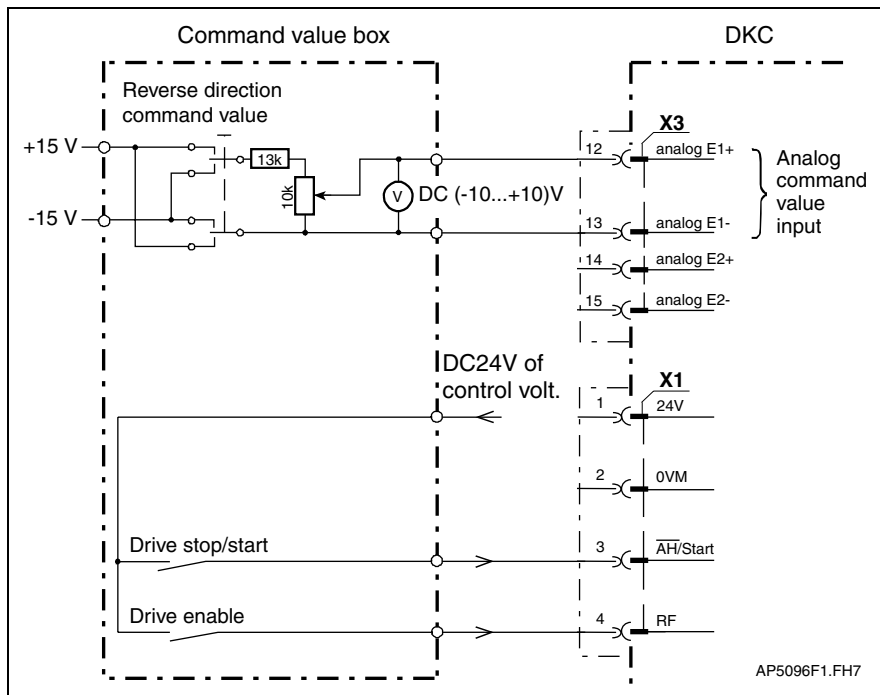 Command value box
DKC
Reverse direction
command value
+15 V
-15 V
13k
10k
V
DC (-10...+10)V
X3
12
analog E1+
13
analog E1-
14
analog E2+
15
analog E2-
Analog
command
value
input
DC24V of
control volt.
X1
1
24V
2
0VM
Drive stop/start
3
A̅H̅/Start
Drive enable
4
RF
AP5096F1.FH7